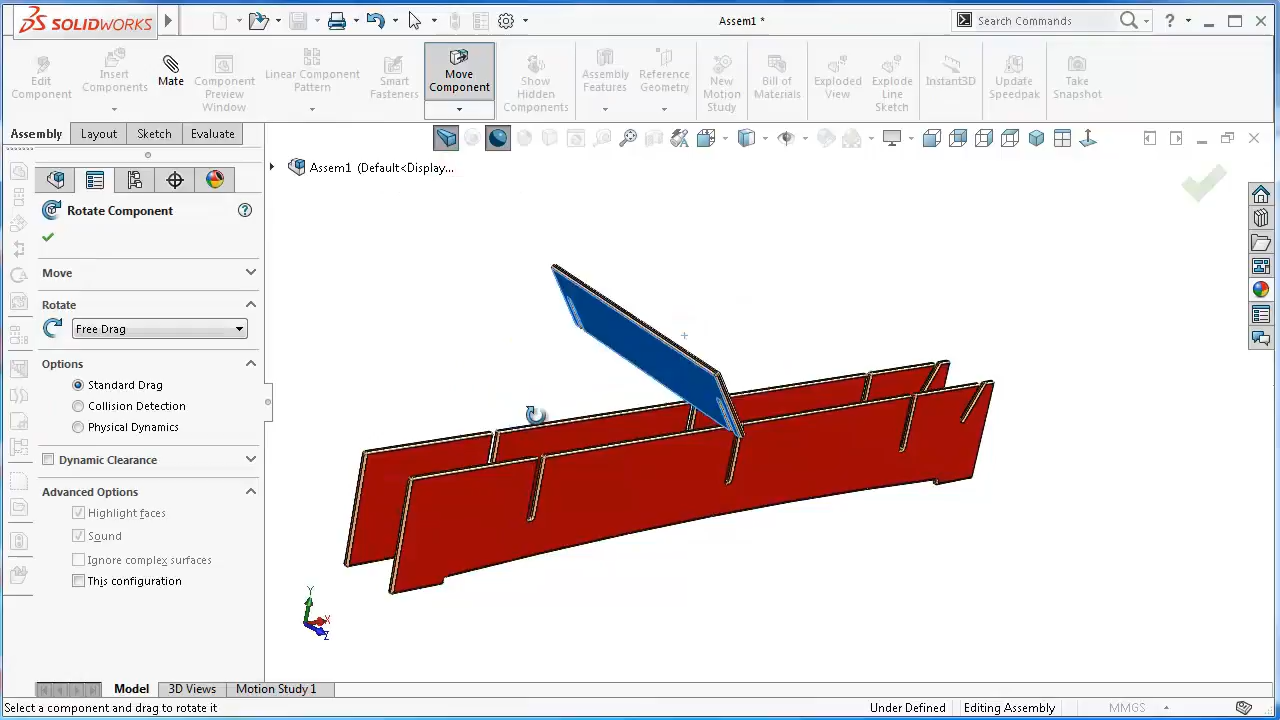 SOLIDWORKS
Assem1 *
Search Commands
?
Edit Component
Insert Components
Mate
Component Preview Window
Linear Component Pattern
Smart Fasteners
Move Component
Show Hidden Components
Assembly Features
Reference Geometry
New Motion Study
Bill of Materials
Exploded View
Explode Line Sketch
Instant3D
Update Speedpak
Take Snapshot
Assembly
Layout
Sketch
Evaluate
Assem1 (Default<Display...
Rotate Component
?
Move
Rotate
Free Drag
Options
Standard Drag
Collision Detection
Physical Dynamics
Dynamic Clearance
Advanced Options
Highlight faces
Sound
Ignore complex surfaces
This configuration
Y
X
Z
Model
3D Views
Motion Study 1
Select a component and drag to rotate it
Under Defined
Editing Assembly
MMGS